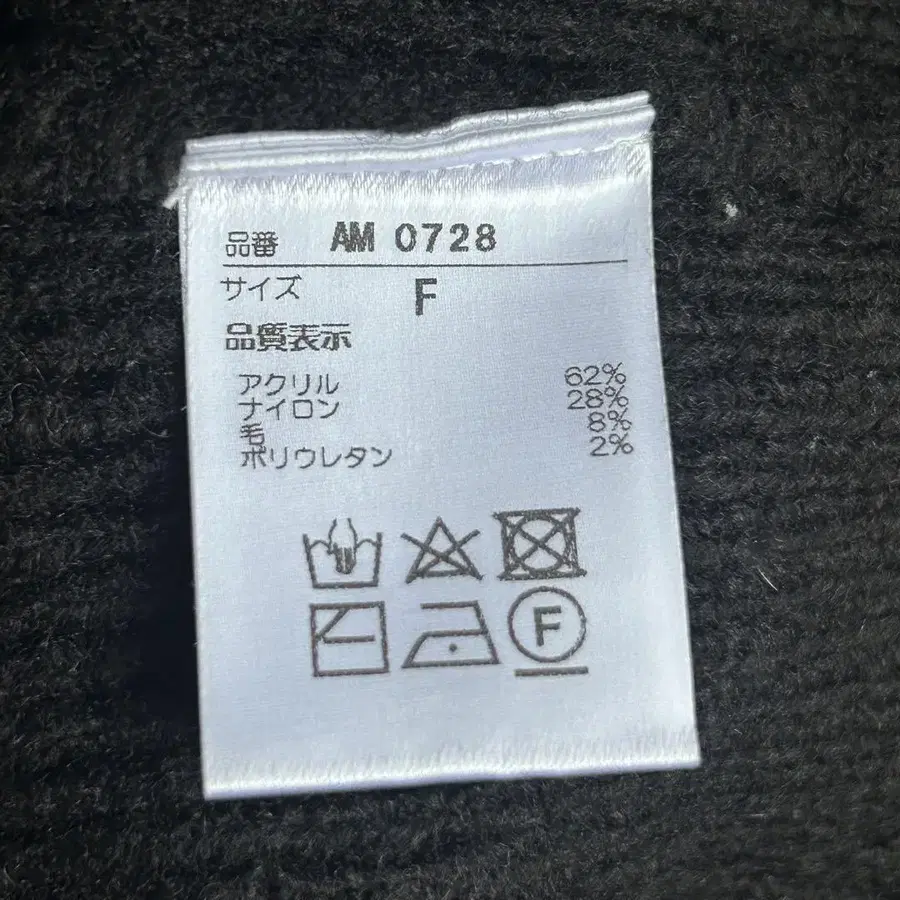 品番 AM 0728
サイズ F
品質表示
アクリル 62%
ナイロン 28%
毛 8%
ポリウレタン 2%
F